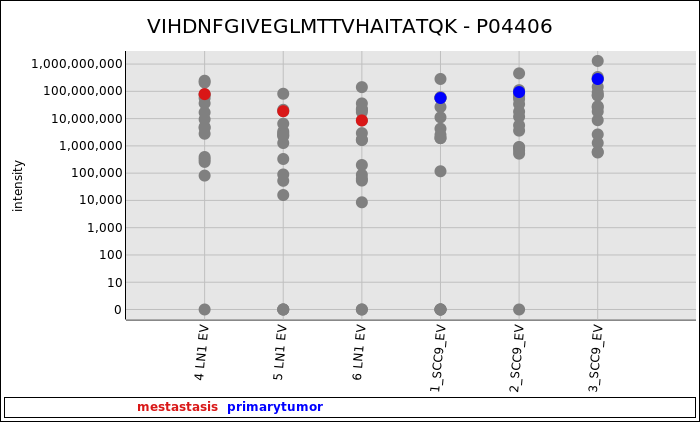 VIHDNFGIVEGLMTTVHAITATQK - P04406
intensity
1,000,000,000
100,000,000
10,000,000
1,000,000
100,000
10,000
1,000
100
10
0
4 LN1 EV
5 LN1 EV
6 LN1 EV
1_SCC9_EV
2_SCC9_EV
3_SCC9_EV
mestastasis primarytumor